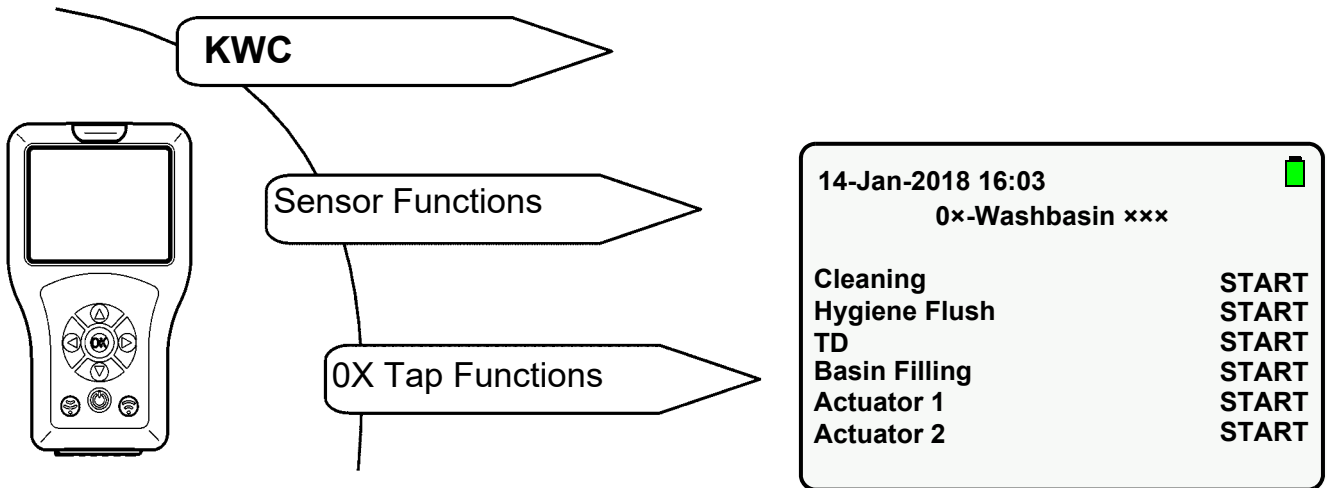 KWC
Sensor Functions
0X Tap Functions
OK
14-Jan-2018 16:03
0×-Washbasin ×××
Cleaning START
Hygiene Flush START
TD START
Basin Filling START
Actuator 1 START
Actuator 2 START